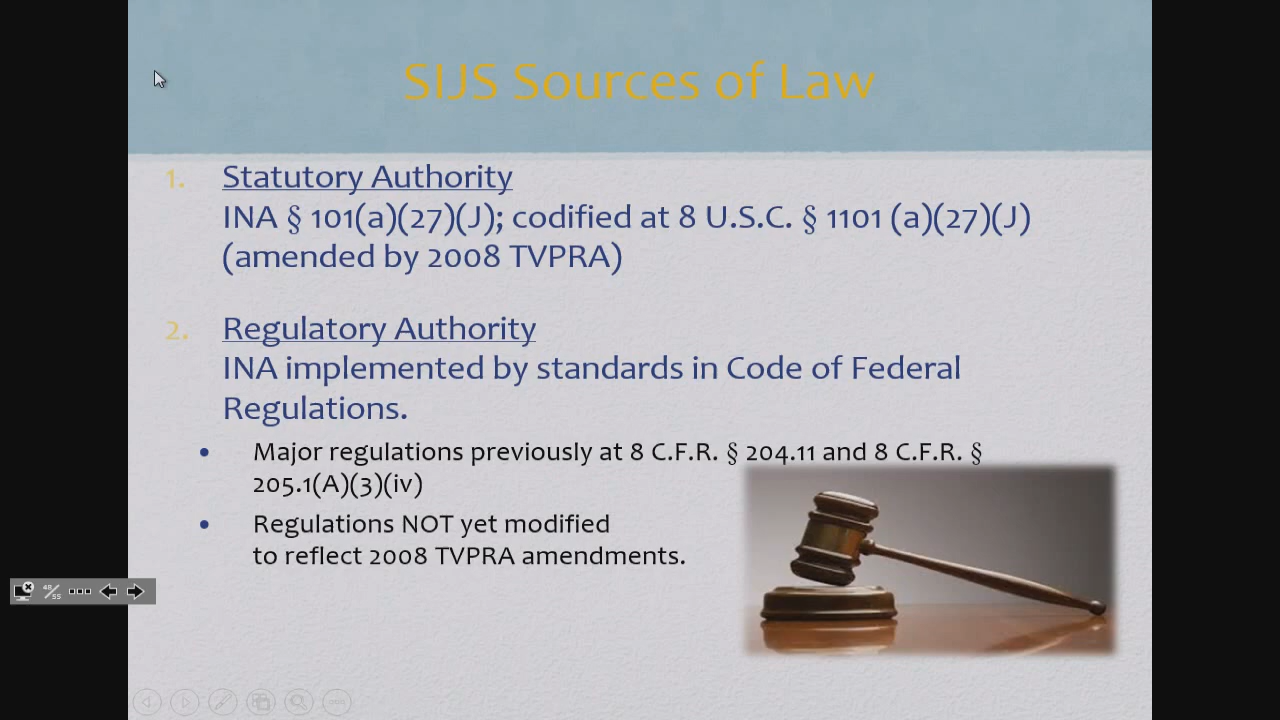 SIJS Sources of Law
1. Statutory Authority
INA § 101(a)(27)(J); codified at 8 U.S.C. § 1101 (a)(27)(J)
(amended by 2008 TVPRA)
2. Regulatory Authority
INA implemented by standards in Code of Federal
Regulations.
• Major regulations previously at 8 C.F.R. § 204.11 and 8 C.F.R. §
205.1(A)(3)(iv)
• Regulations NOT yet modified
to reflect 2008 TVPRA amendments.
48/55